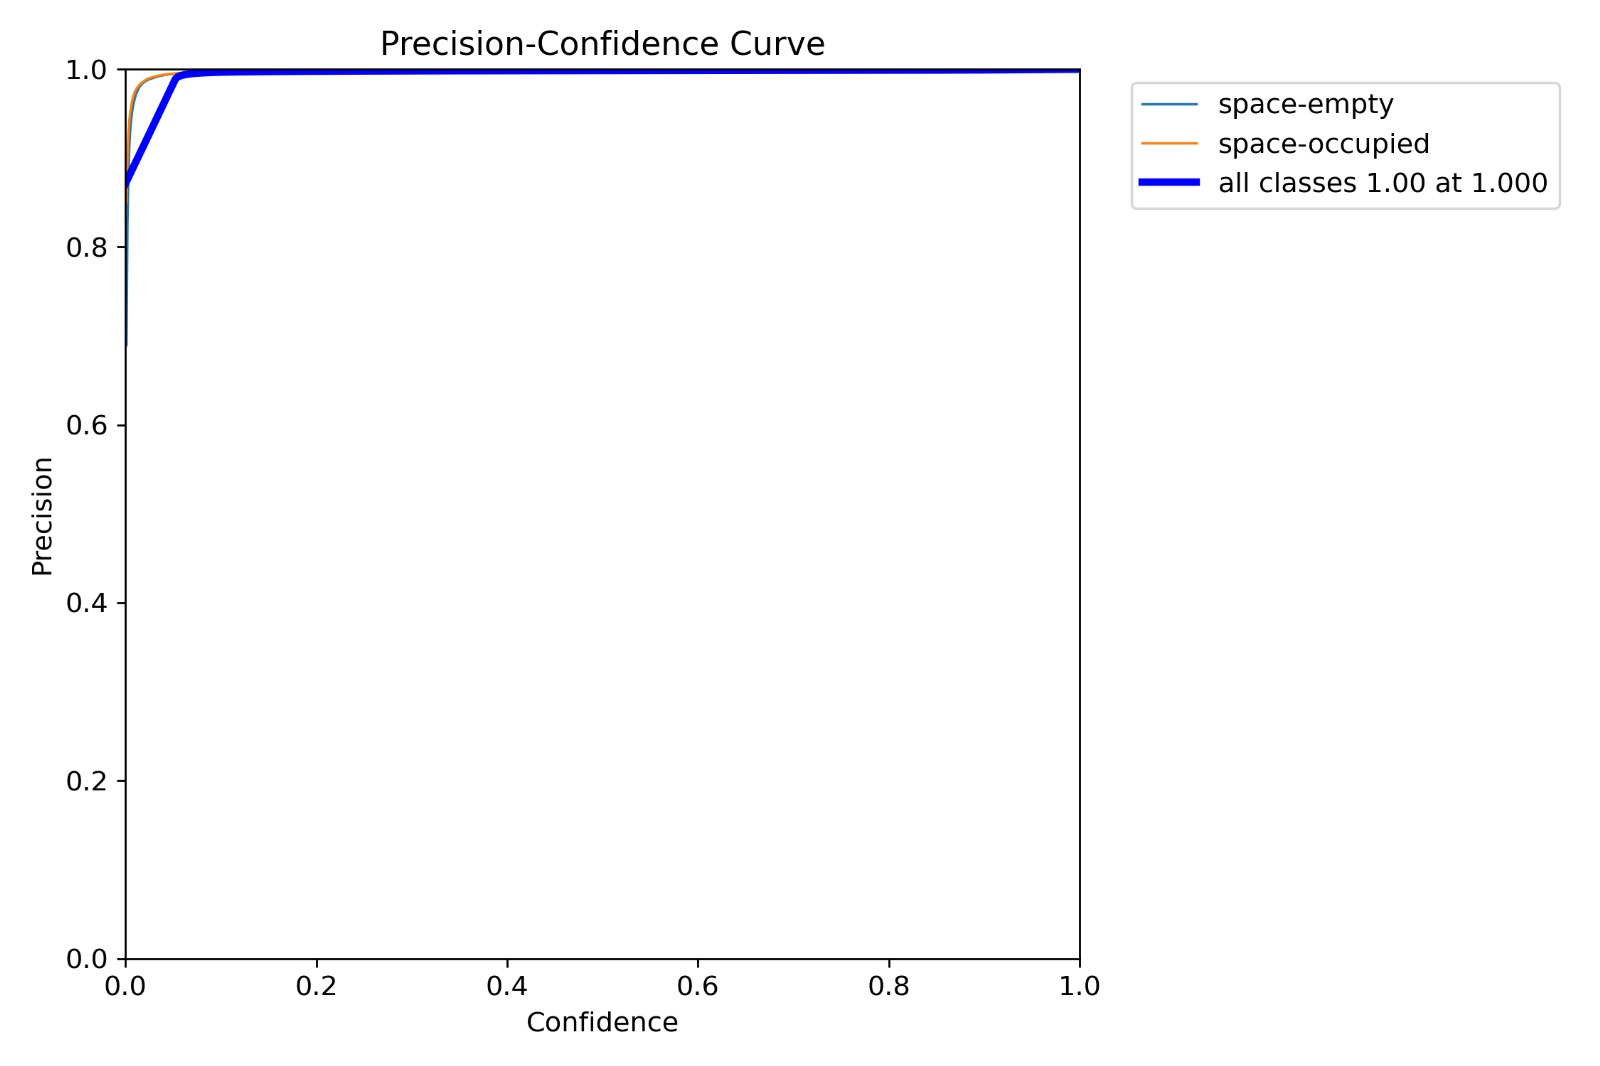 Precision-Confidence Curve
1.0
0.8
0.6
0.4
0.2
0.0
Precision
0.0 0.2 0.4 0.6 0.8 1.0
Confidence
space-empty
space-occupied
all classes 1.00 at 1.000